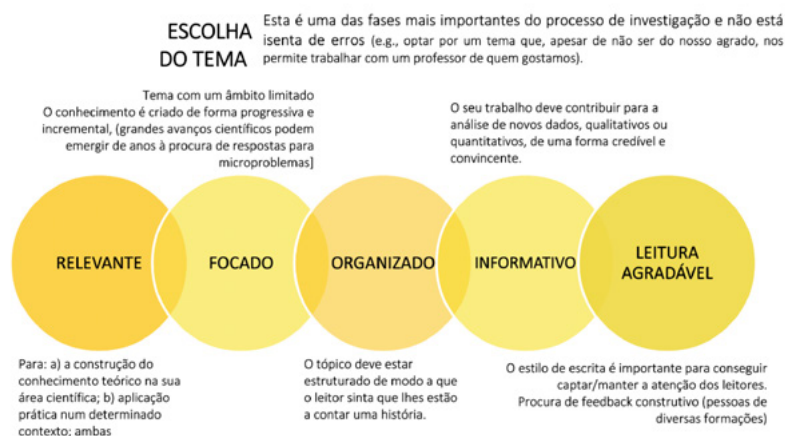 ESCOLHA
DO TEMA
Esta é uma das fases mais importantes do processo de investigação e não está
isenta de erros (e.g., optar por um tema que, apesar de não ser do nosso agrado, nos
permite trabalhar com um professor de quem gostamos).
Tema com um âmbito limitado
O conhecimento é criado de forma progressiva e
incremental, (grandes avanços científicos podem
emergir de anos à procura de respostas para
microproblemas]
O seu trabalho deve contribuir para a
análise de novos dados, qualitativos ou
quantitativos, de uma forma credível e
convincente.
RELEVANTE
FOCADO
ORGANIZADO
INFORMATIVO
LEITURA
AGRADÁVEL
Para: a) a construção do
conhecimento teórico na sua
área científica; b) aplicação
prática num determinado
contexto; ambas
O tópico deve estar
estruturado de modo a que
o leitor sinta que lhes estão
a contar uma história.
O estilo de escrita é importante para conseguir
captar/manter a atenção dos leitores.
Procura de feedback construtivo (pessoas de
diversas formações)